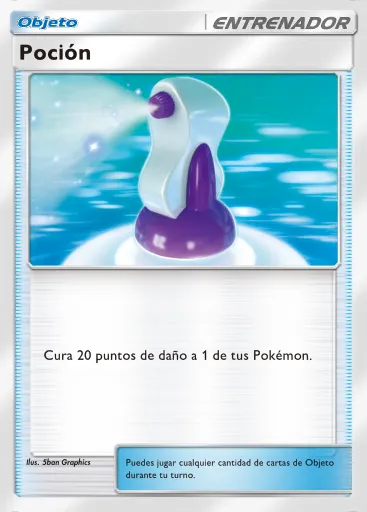 Objeto
ENTRENADOR
Poción
Cura 20 puntos de daño a 1 de tus Pokémon.
Ilus. 5ban Graphics
Puedes jugar cualquier cantidad de cartas de Objeto
durante tu turno.